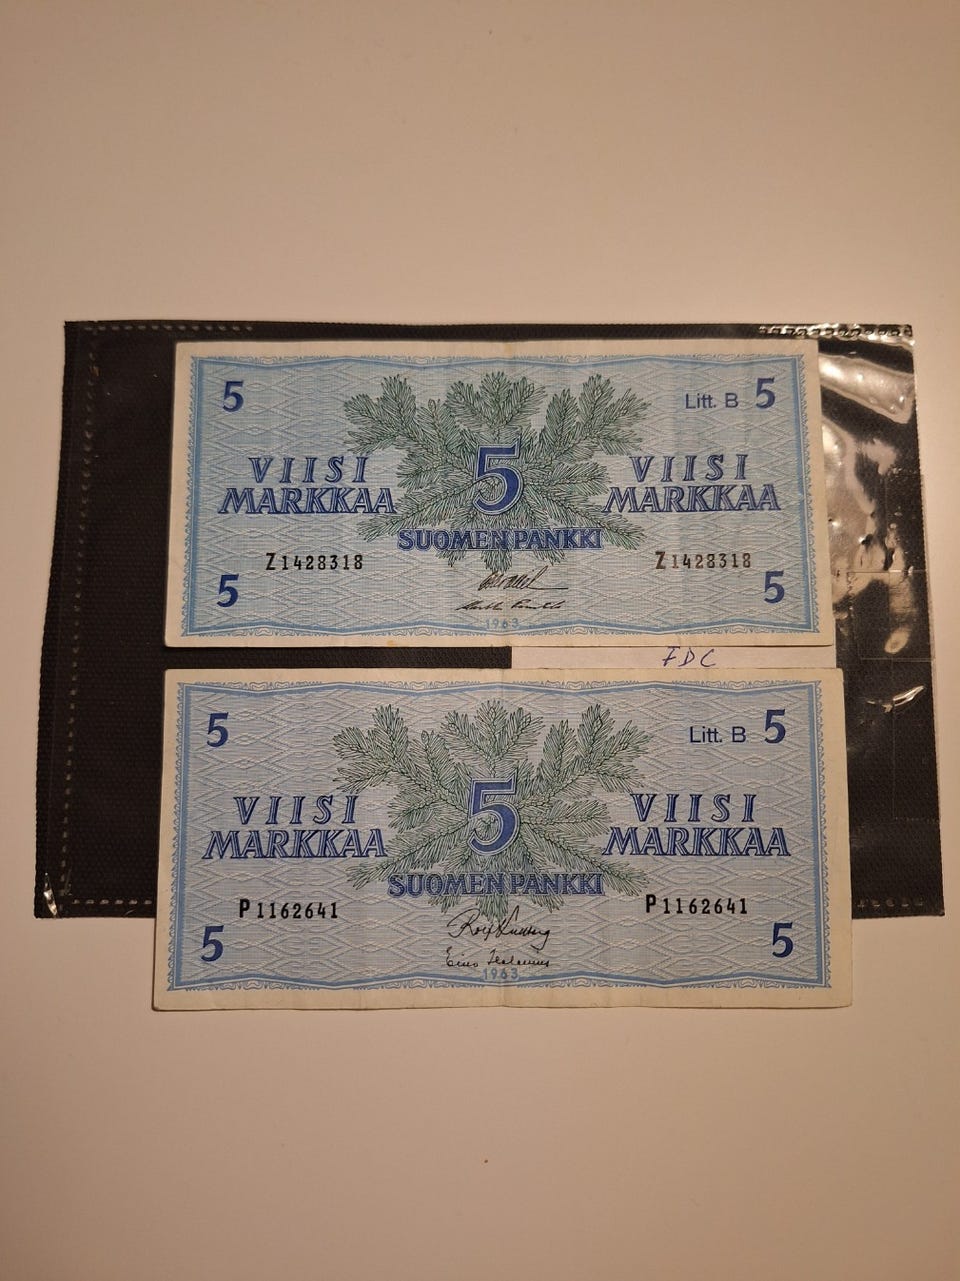 5 Litt. B 5
VIISI VIISI
MARKKAA 5 MARKKAA
SUOMEN PANKKI
Z1428318 Z1428318
5 5
1963
FDC
5 Litt. B 5
VIISI VIISI
MARKKAA 5 MARKKAA
SUOMEN PANKKI
P1162641 P1162641
5 5
1963